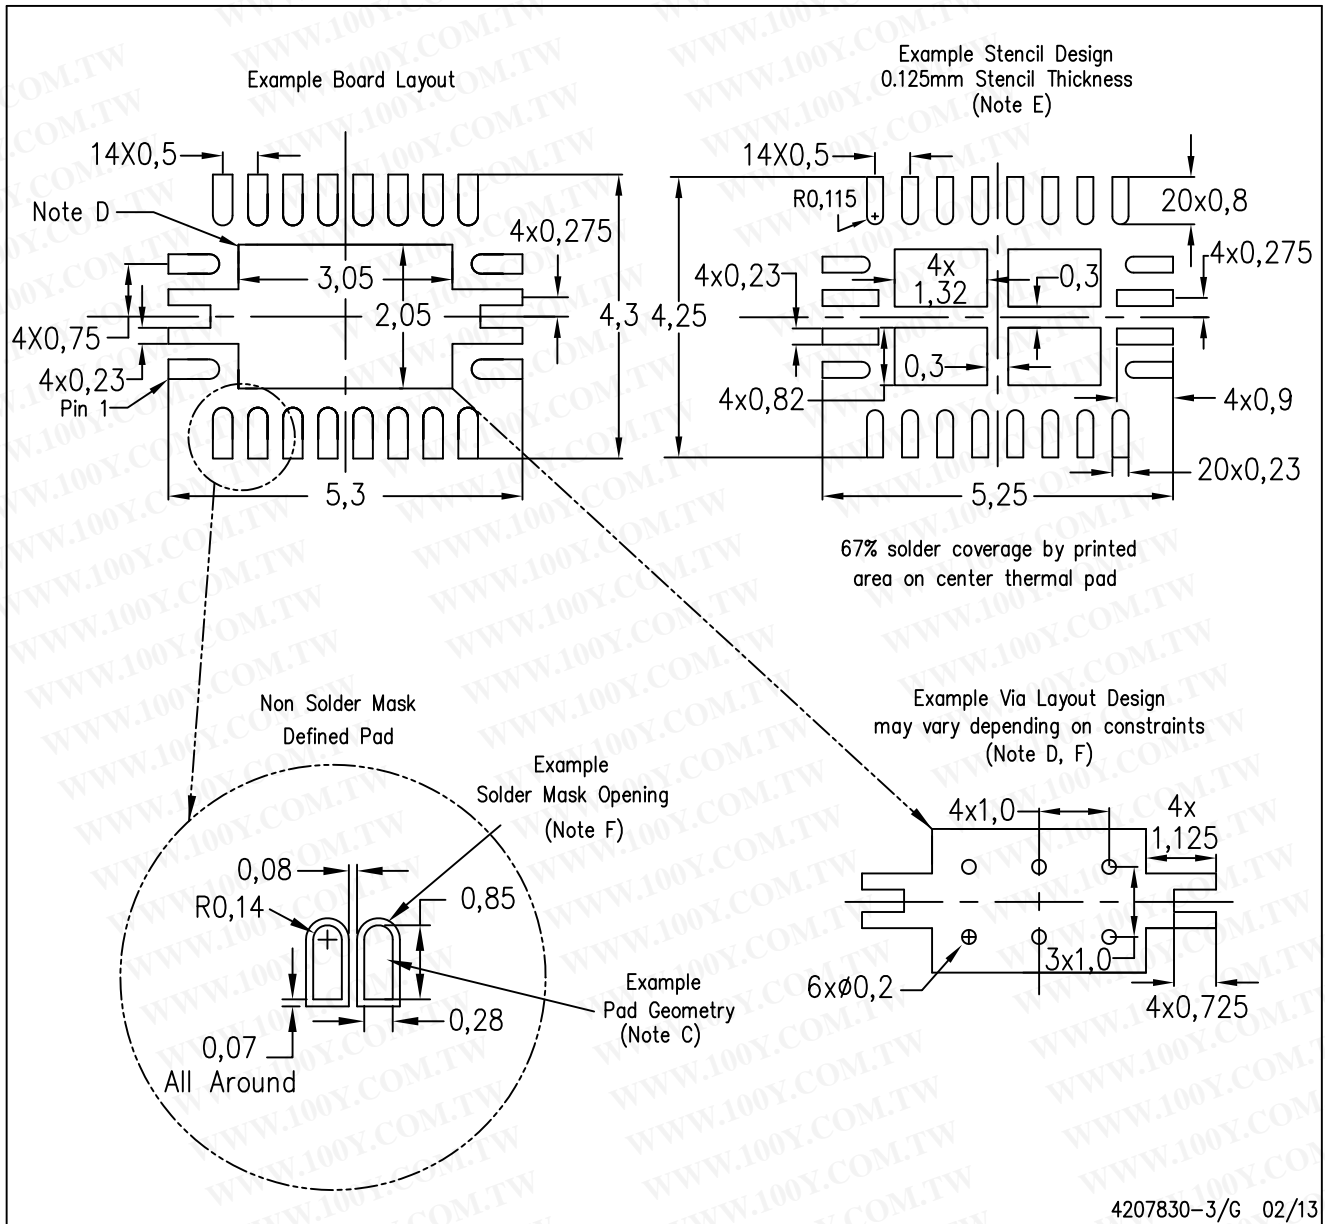 Example Board Layout
14X0,5
Note D
4x0,275
3,05
2,05
4,3
4X0,75
4x0,23
Pin 1
5,3
Example Stencil Design
0.125mm Stencil Thickness
(Note E)
14X0,5
R0,115
20x0,8
4x0,275
4x0,23
4x
1,32
0,3
4,25
0,3
4x0,82
4x0,9
20x0,23
5,25
67% solder coverage by printed
area on center thermal pad
Non Solder Mask
Defined Pad
Example
Solder Mask Opening
(Note F)
0,08
R0,14
0,85
Example
Pad Geometry
(Note C)
0,28
0,07
All Around
Example Via Layout Design
may vary depending on constraints
(Note D, F)
4x1,0
4x
1,125
3x1,0
6xø0,2
4x0,725
4207830-3/G 02/13
WWW.100Y.COM.TW